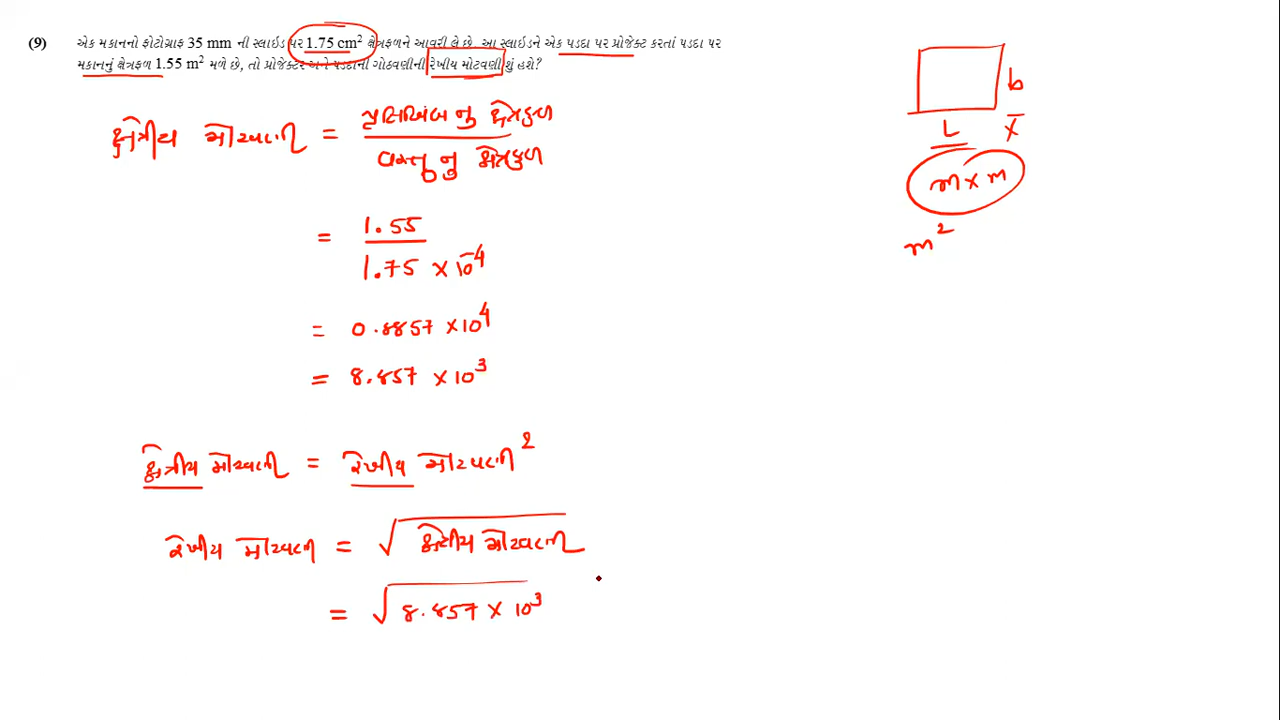 (9) એક મકાનનો ફોટોગ્રાફ 35 mm ની સ્લાઇડ પર 1.75 cm² ક્ષેત્રફળને આવરી લે છે. આ સ્લાઇડને એક પડદા પર પ્રોજેક્ટ કરતાં પડદા પર
મકાનનું ક્ષેત્રફળ 1.55 m² મળે છે, તો પ્રોજેક્ટર અને પડદાની ગોઠવણીની રેખીય મોટવણી શું હશે?
ક્ષેત્રીય મોટવણી = પ્રતિબિંબ નુ ક્ષેત્રફળ
વસ્તુ નુ ક્ષેત્રફળ
= 1.55
1.75 × 10⁻⁴
= 0.8857 × 10⁴
= 8.857 × 10³
ક્ષેત્રીય મોટવણી = રેખીય મોટવણી²
રેખીય મોટવણી = √ક્ષેત્રીય મોટવણી
= √8.857 × 10³
b
L x̄
m × m
m²